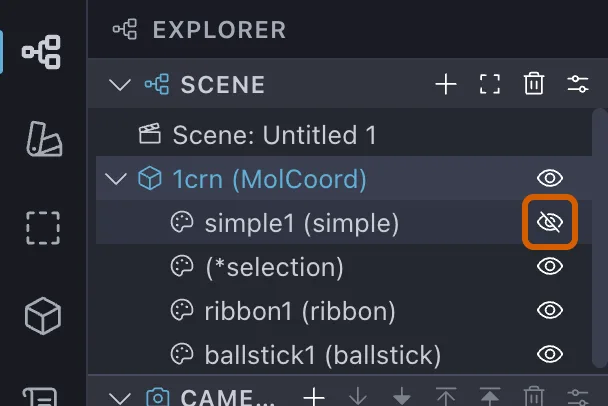 EXPLORER
SCENE
Scene: Untitled 1
1crn (MolCoord)
simple1 (simple)
(*selection)
ribbon1 (ribbon)
ballstick1 (ballstick)
CAME...